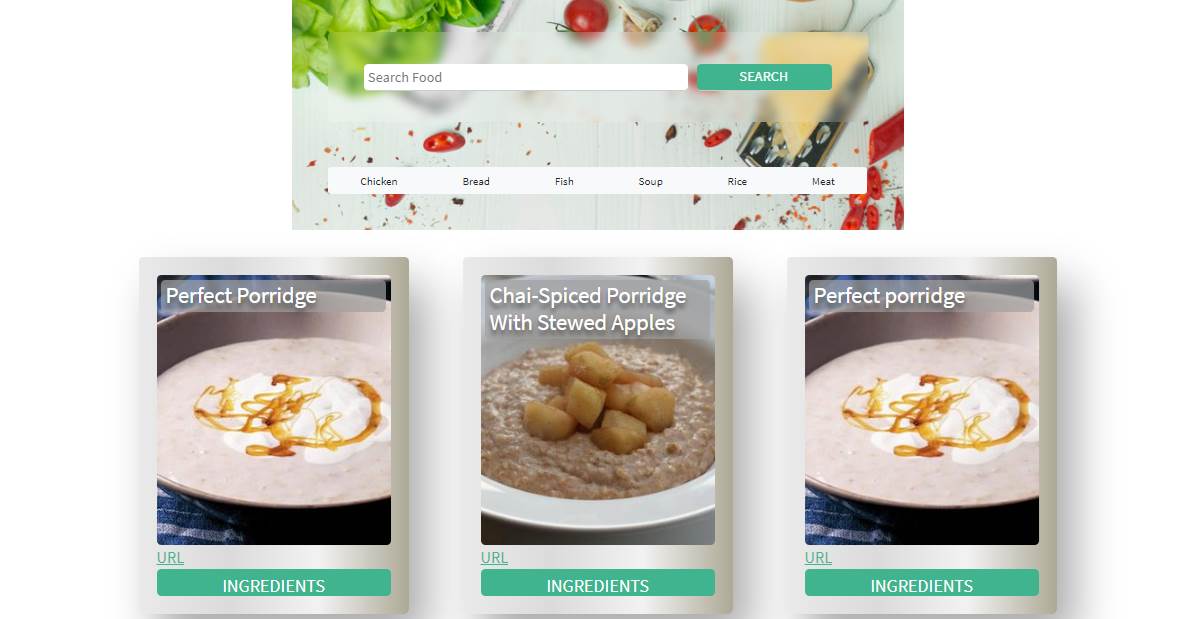 Search Food
SEARCH
Chicken Bread Fish Soup Rice Meat
Perfect Porridge
URL
INGREDIENTS
Chai-Spiced Porridge
With Stewed Apples
URL
INGREDIENTS
Perfect porridge
URL
INGREDIENTS